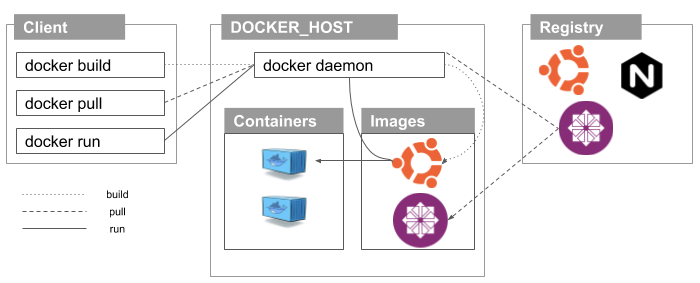 Client
DOCKER_HOST
Registry
docker build
docker daemon
docker pull
docker run
Containers
Images
N
build
pull
run